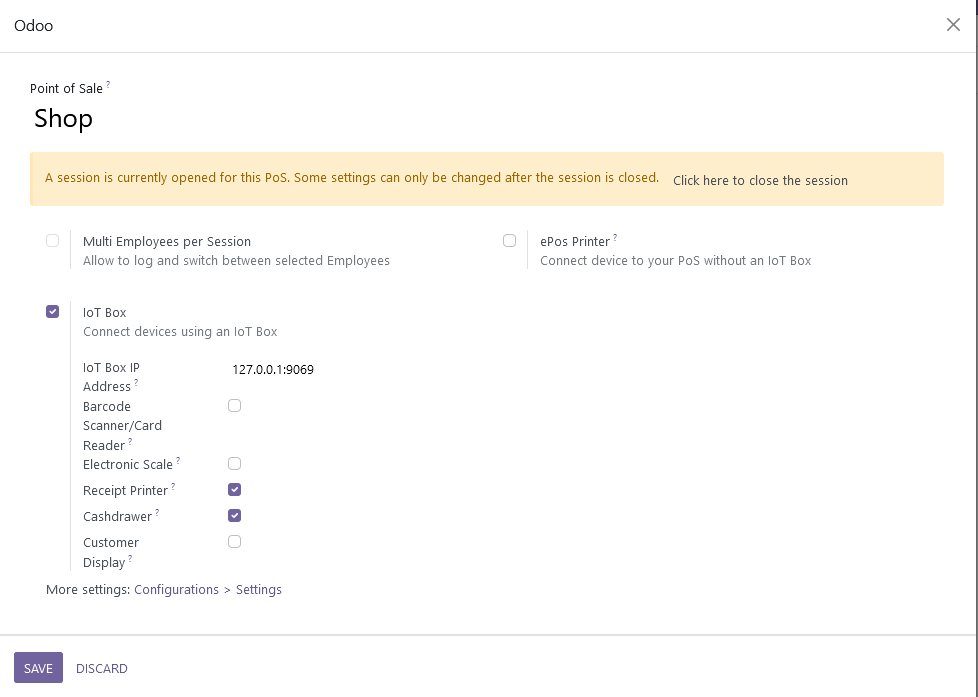 Odoo
Point of Sale ?
Shop
A session is currently opened for this PoS. Some settings can only be changed after the session is closed. Click here to close the session
Multi Employees per Session
Allow to log and switch between selected Employees
ePos Printer ?
Connect device to your PoS without an IoT Box
IoT Box
Connect devices using an IoT Box
IoT Box IP
Address ?
127.0.0.1:9069
Barcode
Scanner/Card
Reader ?
Electronic Scale ?
Receipt Printer ?
Cashdrawer ?
Customer
Display ?
More settings: Configurations > Settings
SAVE DISCARD